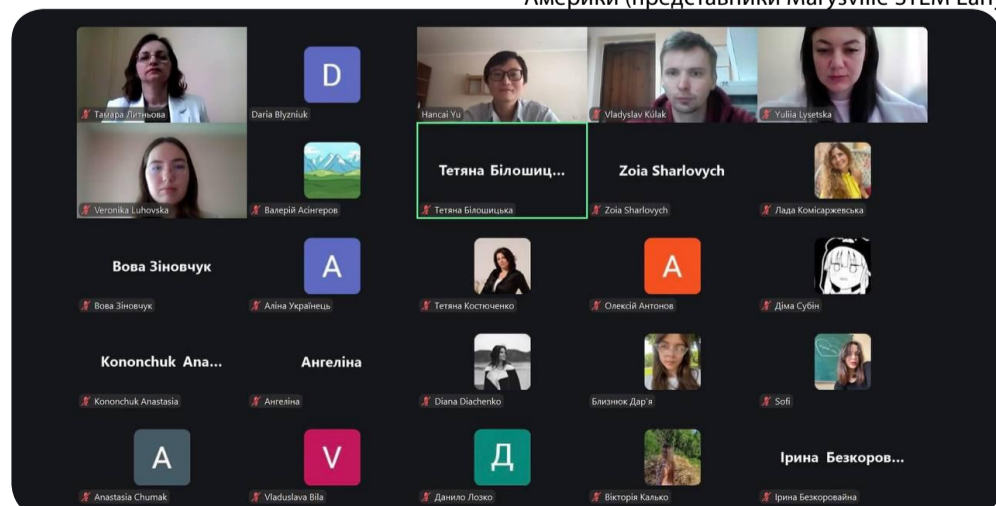 Америки (представники Marysville STEM Early
D
Тамара Литньова
Daria Blyzniuk
Hancai Yu
Vladyslav Kulak
Yuliia Lysetska
Тетяна Білошиц...
Zoia Sharlovych
Veronika Luhovska
Валерій Асінгеров
Тетяна Білошицька
Zoia Sharlovych
Лада Комісаржевська
Вова Зіновчук
А
А
Вова Зіновчук
Аліна Українець
Тетяна Костюченко
Олексій Антонов
Діма Субін
Kononchuk Ana...
Ангеліна
Kononchuk Anastasia
Ангеліна
Diana Diachenko
Близнюк Дар'я
Sofi
A
V
Д
Ірина Безкоров...
Anastasia Chumak
Vladuslava Bila
Данило Лозко
Вікторія Калько
Ірина Безкоровайна